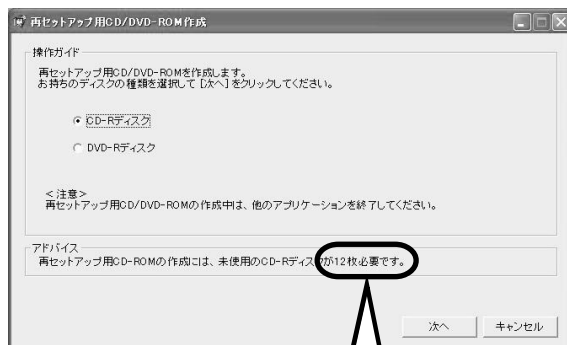 再セットアップ用CD/DVD-ROM作成
操作ガイド
再セットアップ用CD/DVD-ROMを作成します。
お持ちのディスクの種類を選択して [次へ] をクリックしてください。
CD-Rディスク
DVD-Rディスク
<注意>
再セットアップ用CD/DVD-ROMの作成中は、他のアプリケーションを終了してください。
アドバイス
再セットアップ用CD-ROMの作成には、未使用のCD-Rディスクが12枚必要です。
次へ
キャンセル